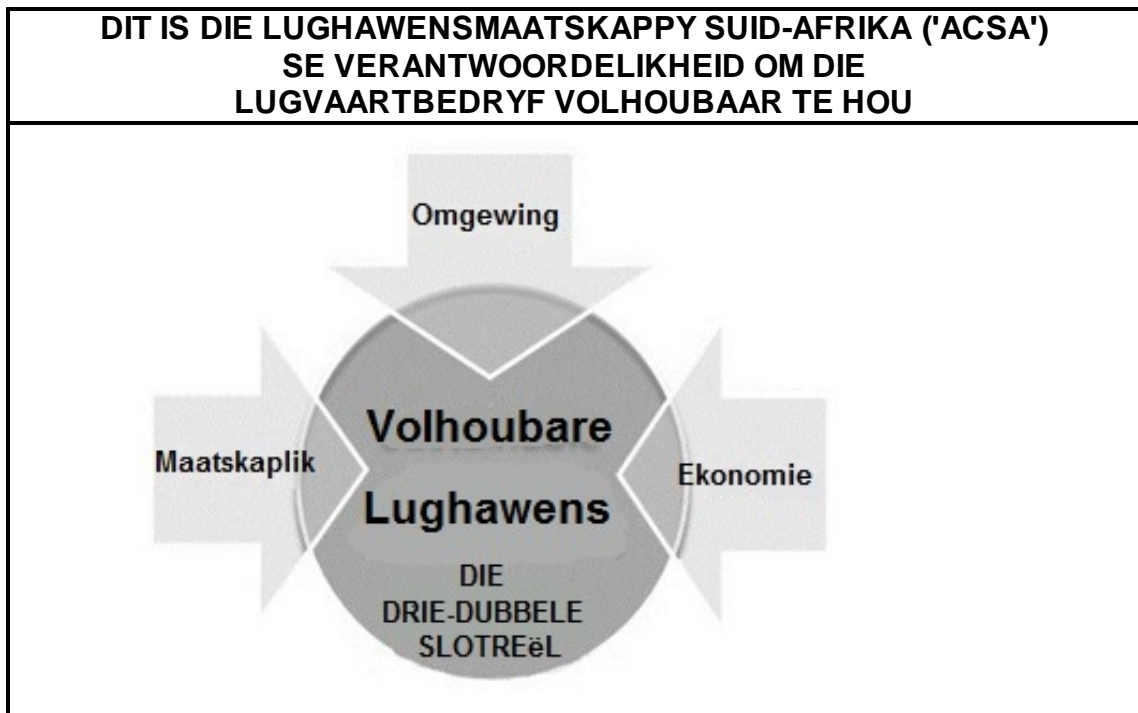 DIT IS DIE LUGHAWENSMAATSKAPPY SUID-AFRIKA ('ACSA')
SE VERANTWOORDELIKHEID OM DIE
LUGVAARTBEDRYF VOLHOUBAAR TE HOU
Omgewing
Maatskaplik
Volhoubare
Lughawens
Ekonomie
DIE
DRIE-DUBBELE
SLOTREëL